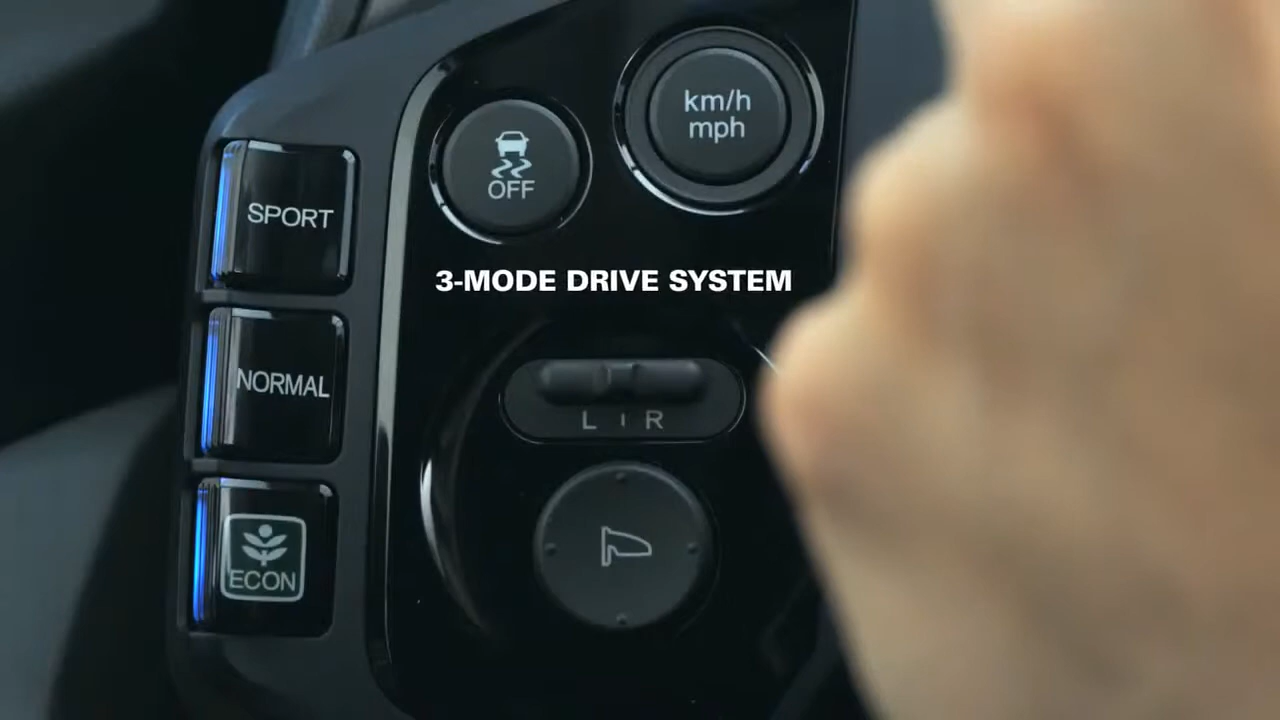 km/h
mph
OFF
SPORT
3-MODE DRIVE SYSTEM
NORMAL
L R
ECON